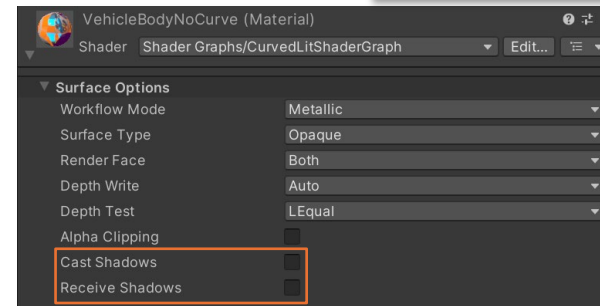 VehicleBodyNoCurve (Material)
Shader Shader Graphs/CurvedLitShaderGraph Edit...
Surface Options
Workflow Mode Metallic
Surface Type Opaque
Render Face Both
Depth Write Auto
Depth Test LEqual
Alpha Clipping
Cast Shadows
Receive Shadows